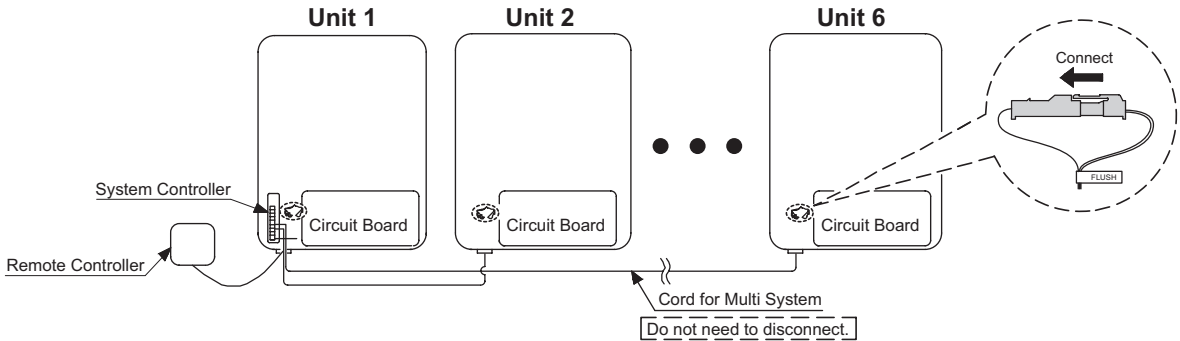 Unit 1
Unit 2
Unit 6
Connect
FLUSH
System Controller
Circuit Board
Circuit Board
Circuit Board
Remote Controller
Cord for Multi System
Do not need to disconnect.